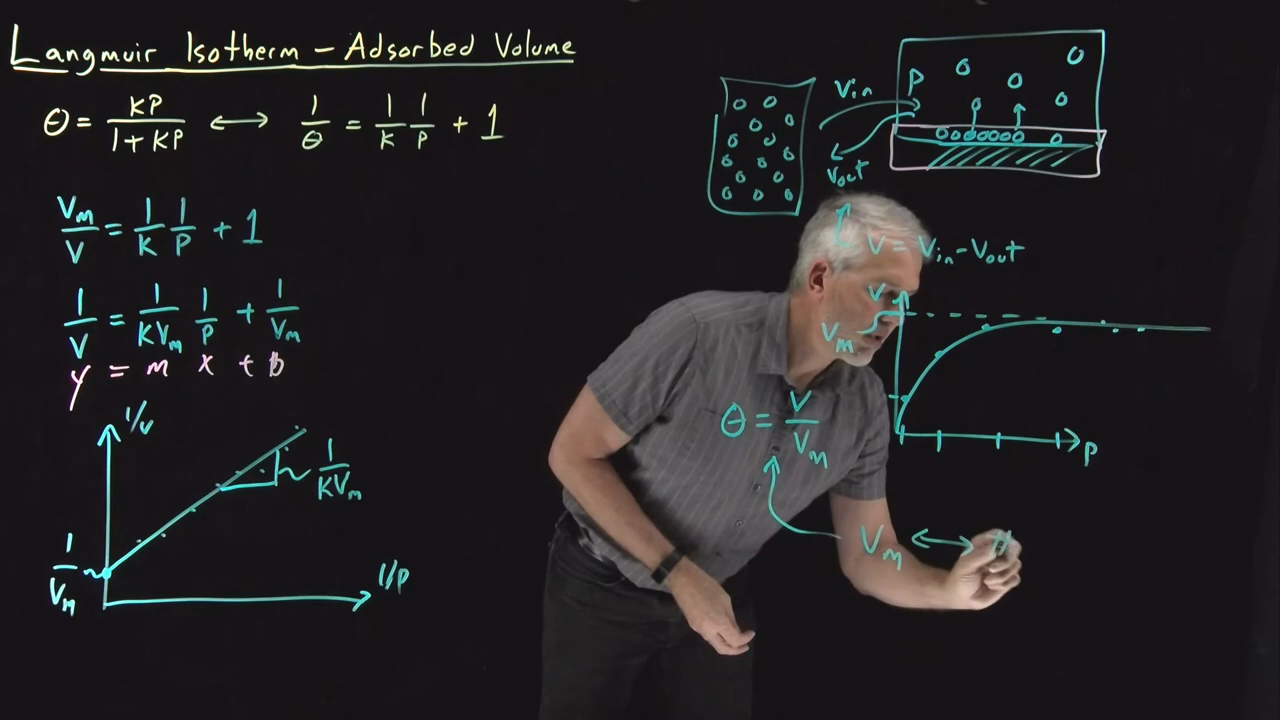 Langmuir Isotherm - Adsorbed Volume
θ = KP / 1 + KP ⟷ 1/θ = 1/K 1/P + 1
Vm/V = 1/K 1/P + 1
1/V = 1/KVm 1/P + 1/Vm
y = m x + b
1/V
1/KVm
1/Vm
1/P
P
Vin
Vout
V = Vin - Vout
V
Vm
P
θ = V/Vm
Vm ⟷ #